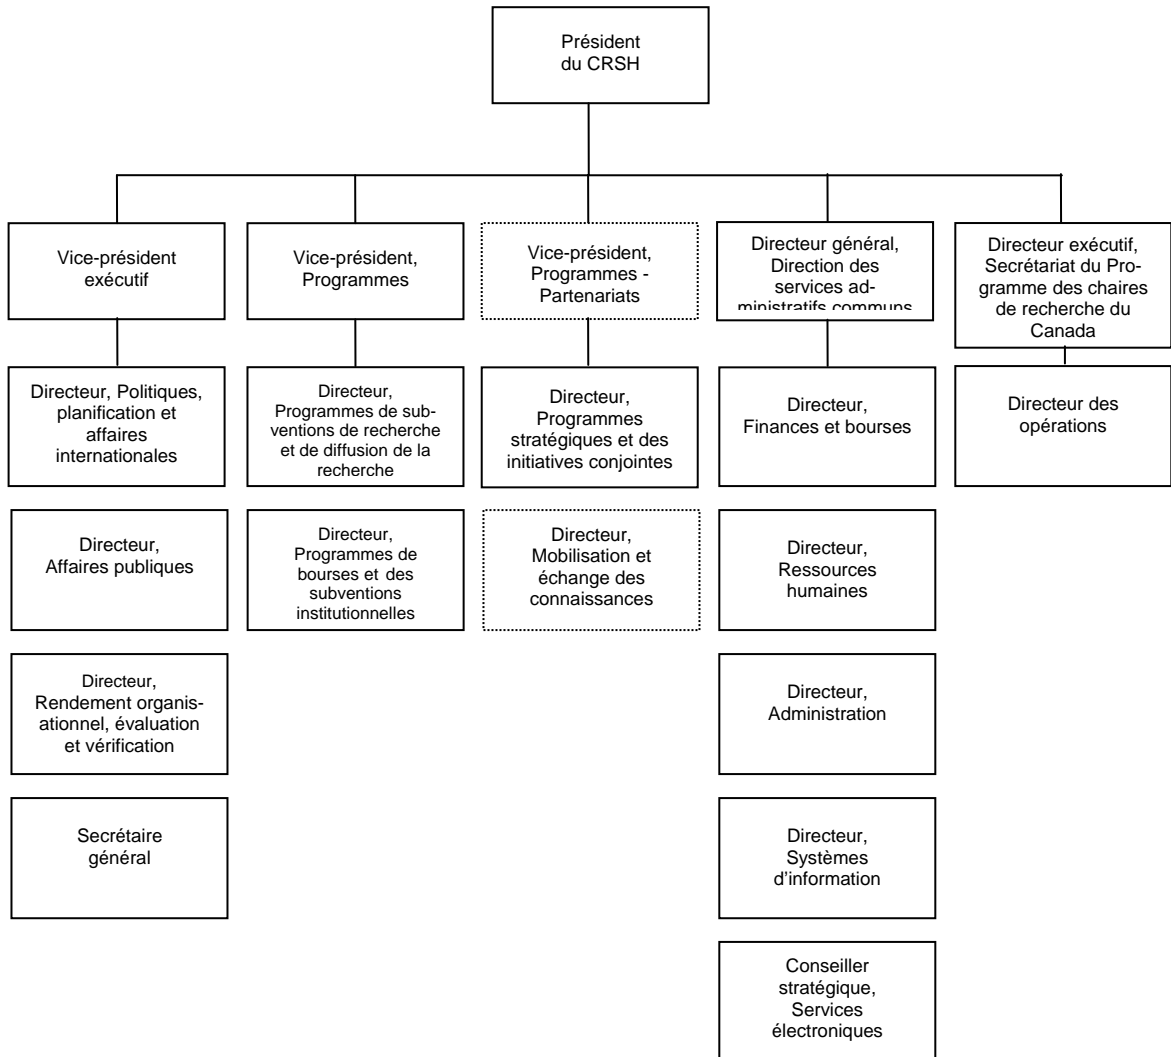 Président
du CRSH
Vice-président
exécutif
Vice-président,
Programmes
Vice-président,
Programmes -
Partenariats
Directeur général,
Direction des
services ad-
ministratifs communs
Directeur exécutif,
Secrétariat du Pro-
gramme des chaires
de recherche du
Canada
Directeur, Politiques,
planification et
affaires
internationales
Directeur,
Programmes de sub-
ventions de recherche
et de diffusion de la
recherche
Directeur,
Programmes
stratégiques et des
initiatives conjointes
Directeur,
Finances et bourses
Directeur des
opérations
Directeur,
Affaires publiques
Directeur,
Programmes de
bourses et des
subventions
institutionnelles
Directeur,
Mobilisation et
échange des
connaissances
Directeur,
Ressources
humaines
Directeur,
Rendement organis-
ationnel, évaluation
et vérification
Directeur,
Administration
Secrétaire
général
Directeur,
Systèmes
d'information
Conseiller
stratégique,
Services
électroniques